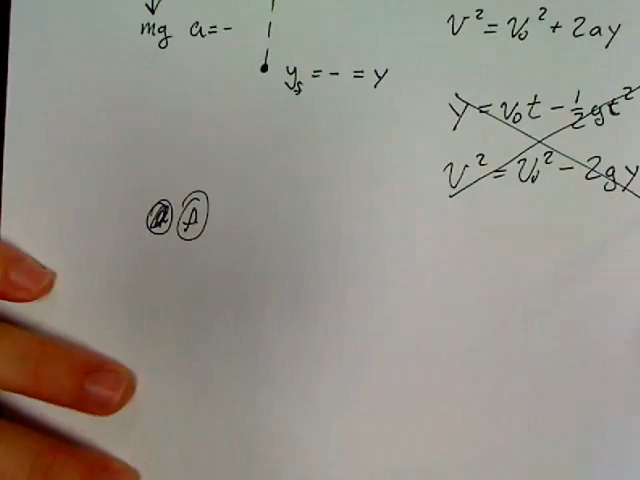 mg a = -
y_s = - = y
v² = v₀² + 2ay
y = v₀t - ½gt²
v² = v₀² - 2gy
A